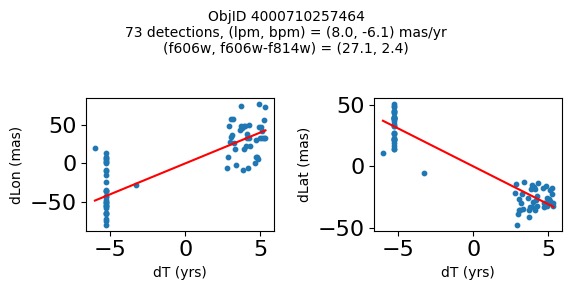 ObjID 4000710257464
73 detections, (lpm, bpm) = (8.0, -6.1) mas/yr
(f606w, f606w-f814w) = (27.1, 2.4)
dLon (mas)
50
0
−50
−5
0
5
dT (yrs)
dLat (mas)
50
0
−50
−5
0
5
dT (yrs)